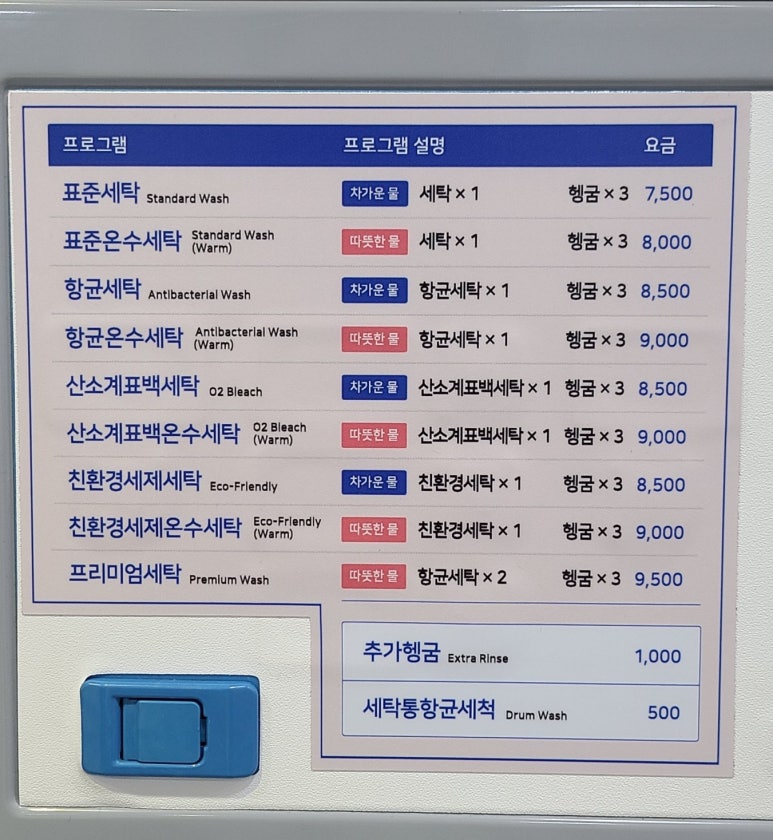 프로그램 프로그램 설명 요금
표준세탁 Standard Wash 차가운 물 세탁 × 1 헹굼 × 3 7,500
표준온수세탁 Standard Wash (Warm) 따뜻한 물 세탁 × 1 헹굼 × 3 8,000
항균세탁 Antibacterial Wash 차가운 물 항균세탁 × 1 헹굼 × 3 8,500
항균온수세탁 Antibacterial Wash (Warm) 따뜻한 물 항균세탁 × 1 헹굼 × 3 9,000
산소계표백세탁 O2 Bleach 차가운 물 산소계표백세탁 × 1 헹굼 × 3 8,500
산소계표백온수세탁 O2 Bleach (Warm) 따뜻한 물 산소계표백세탁 × 1 헹굼 × 3 9,000
친환경세제세탁 Eco-Friendly 차가운 물 친환경세탁 × 1 헹굼 × 3 8,500
친환경세제온수세탁 Eco-Friendly (Warm) 따뜻한 물 친환경세탁 × 1 헹굼 × 3 9,000
프리미엄세탁 Premium Wash 따뜻한 물 항균세탁 × 2 헹굼 × 3 9,500
추가헹굼 Extra Rinse 1,000
세탁통항균세척 Drum Wash 500